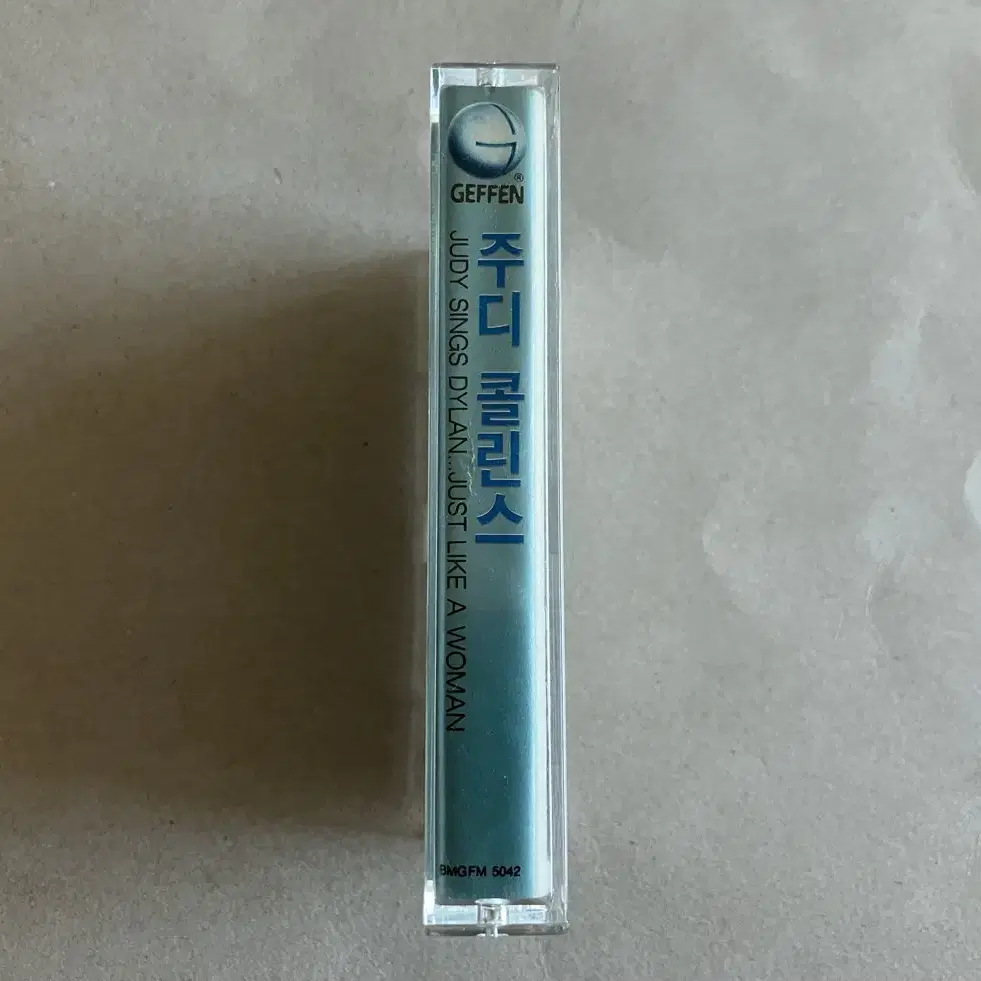 GEFFEN®
주디 콜린스
JUDY SINGS DYLAN...JUST LIKE A WOMAN
BMGFM 5042